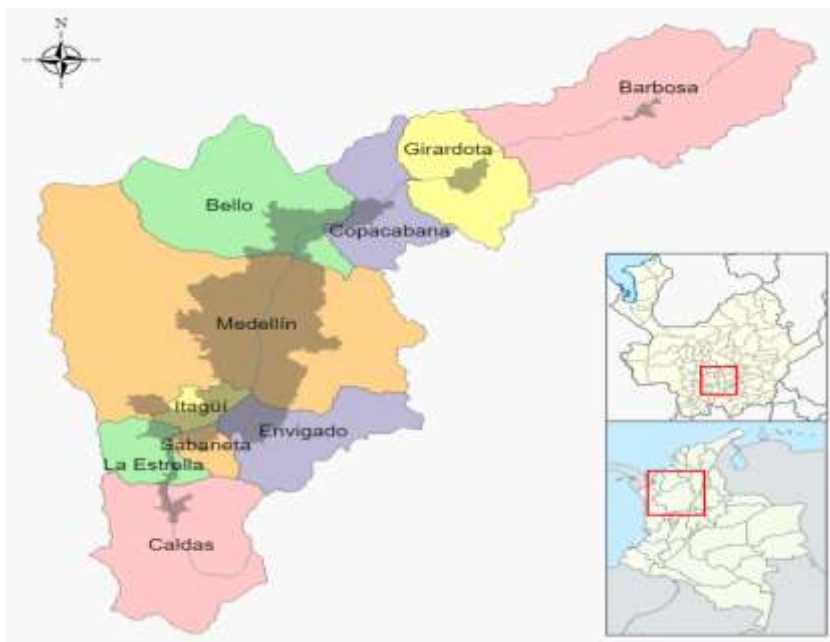 N
Barbosa
Girardota
Bello
Copacabana
Medellín
Itagüí
Envigado
Sabaneta
La Estrella
Caldas